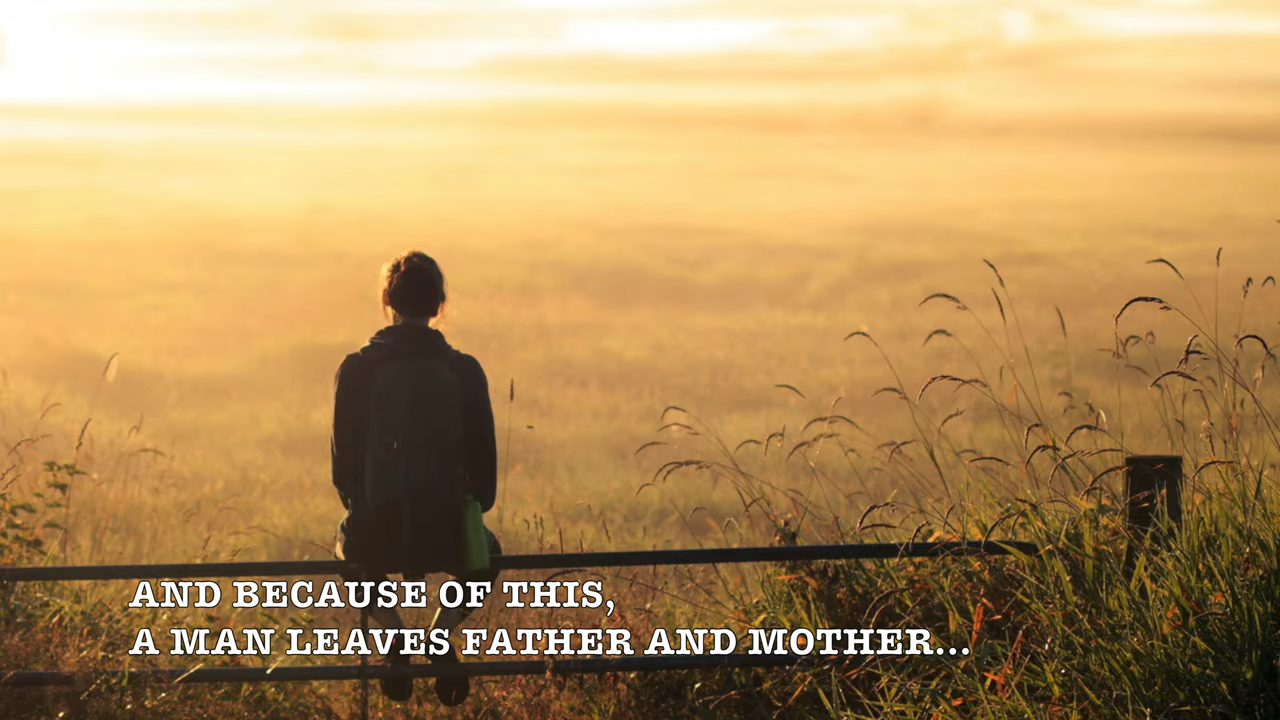 AND BECAUSE OF THIS,
A MAN LEAVES FATHER AND MOTHER...